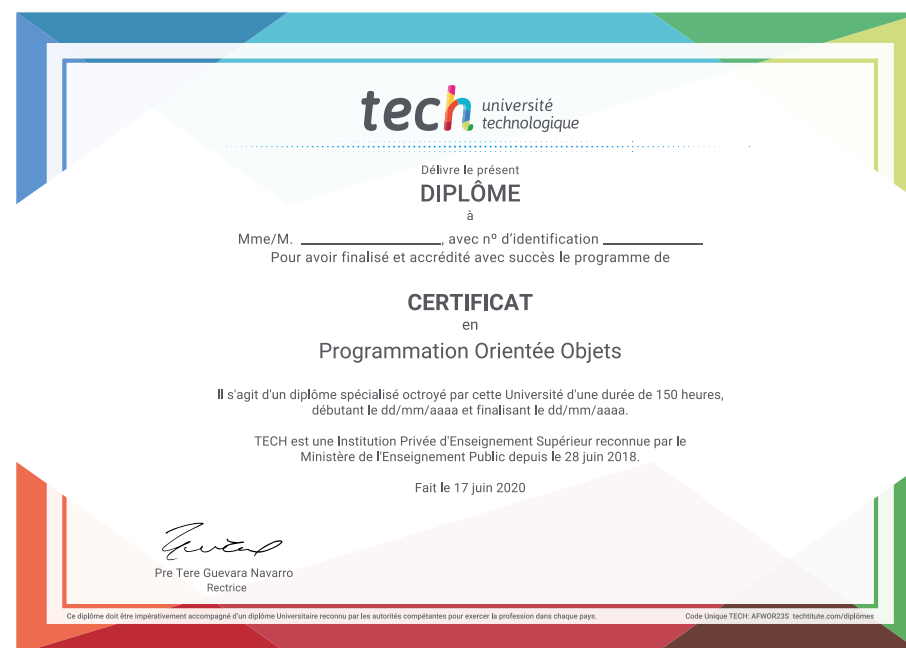 tech université
technologique
Délivre le présent
DIPLÔME
à
Mme/M. ____________________, avec nº d'identification ______________
Pour avoir finalisé et accrédité avec succès le programme de
CERTIFICAT
en
Programmation Orientée Objets
Il s'agit d'un diplôme spécialisé octroyé par cette Université d'une durée de 150 heures,
débutant le dd/mm/aaaa et finalisant le dd/mm/aaaa.
TECH est une Institution Privée d'Enseignement Supérieur reconnue par le
Ministère de l'Enseignement Public depuis le 28 juin 2018.
Fait le 17 juin 2020
Pre Tere Guevara Navarro
Rectrice
Ce diplôme doit être impérativement accompagné d'un diplôme Universitaire reconnu par les autorités compétantes pour exercer la profession dans chaque pays.
Code Unique TECH: AFWOR23S techtitute.com/diplômes